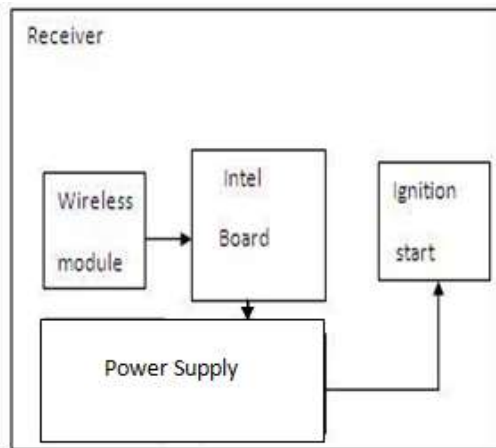 Receiver
Wireless
module
Intel
Board
Ignition
start
Power Supply